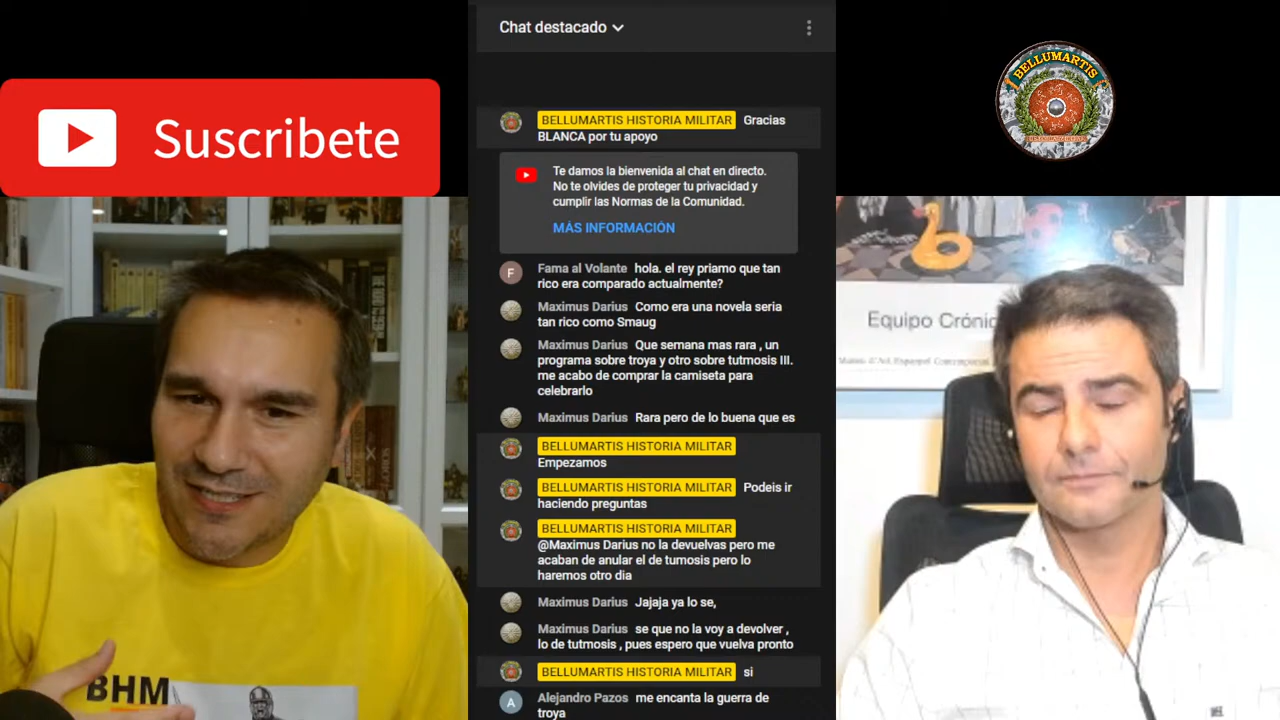 Suscribete
BHM
Chat destacado
BELLUMARTIS HISTORIA MILITAR Gracias
BLANCA por tu apoyo
Te damos la bienvenida al chat en directo.
No te olvides de proteger tu privacidad y
cumplir las Normas de la Comunidad.
MÁS INFORMACIÓN
F
Fama al Volante hola. el rey priamo que tan
rico era comparado actualmente?
Maximus Darius Como era una novela seria
tan rico como Smaug
Maximus Darius Que semana mas rara , un
programa sobre troya y otro sobre tutmosis III.
me acabo de comprar la camiseta para
celebrarlo
Maximus Darius Rara pero de lo buena que es
BELLUMARTIS HISTORIA MILITAR
Empezamos
BELLUMARTIS HISTORIA MILITAR Podeis ir
haciendo preguntas
BELLUMARTIS HISTORIA MILITAR
@Maximus Darius no la devuelvas pero me
acaban de anular el de tumosis pero lo
haremos otro dia
Maximus Darius Jajaja ya lo se,
Maximus Darius se que no la voy a devolver ,
lo de tutmosis , pues espero que vuelva pronto
BELLUMARTIS HISTORIA MILITAR si
A
Alejandro Pazos me encanta la guerra de
troya
BELLUMARTIS
Equipo Cróni